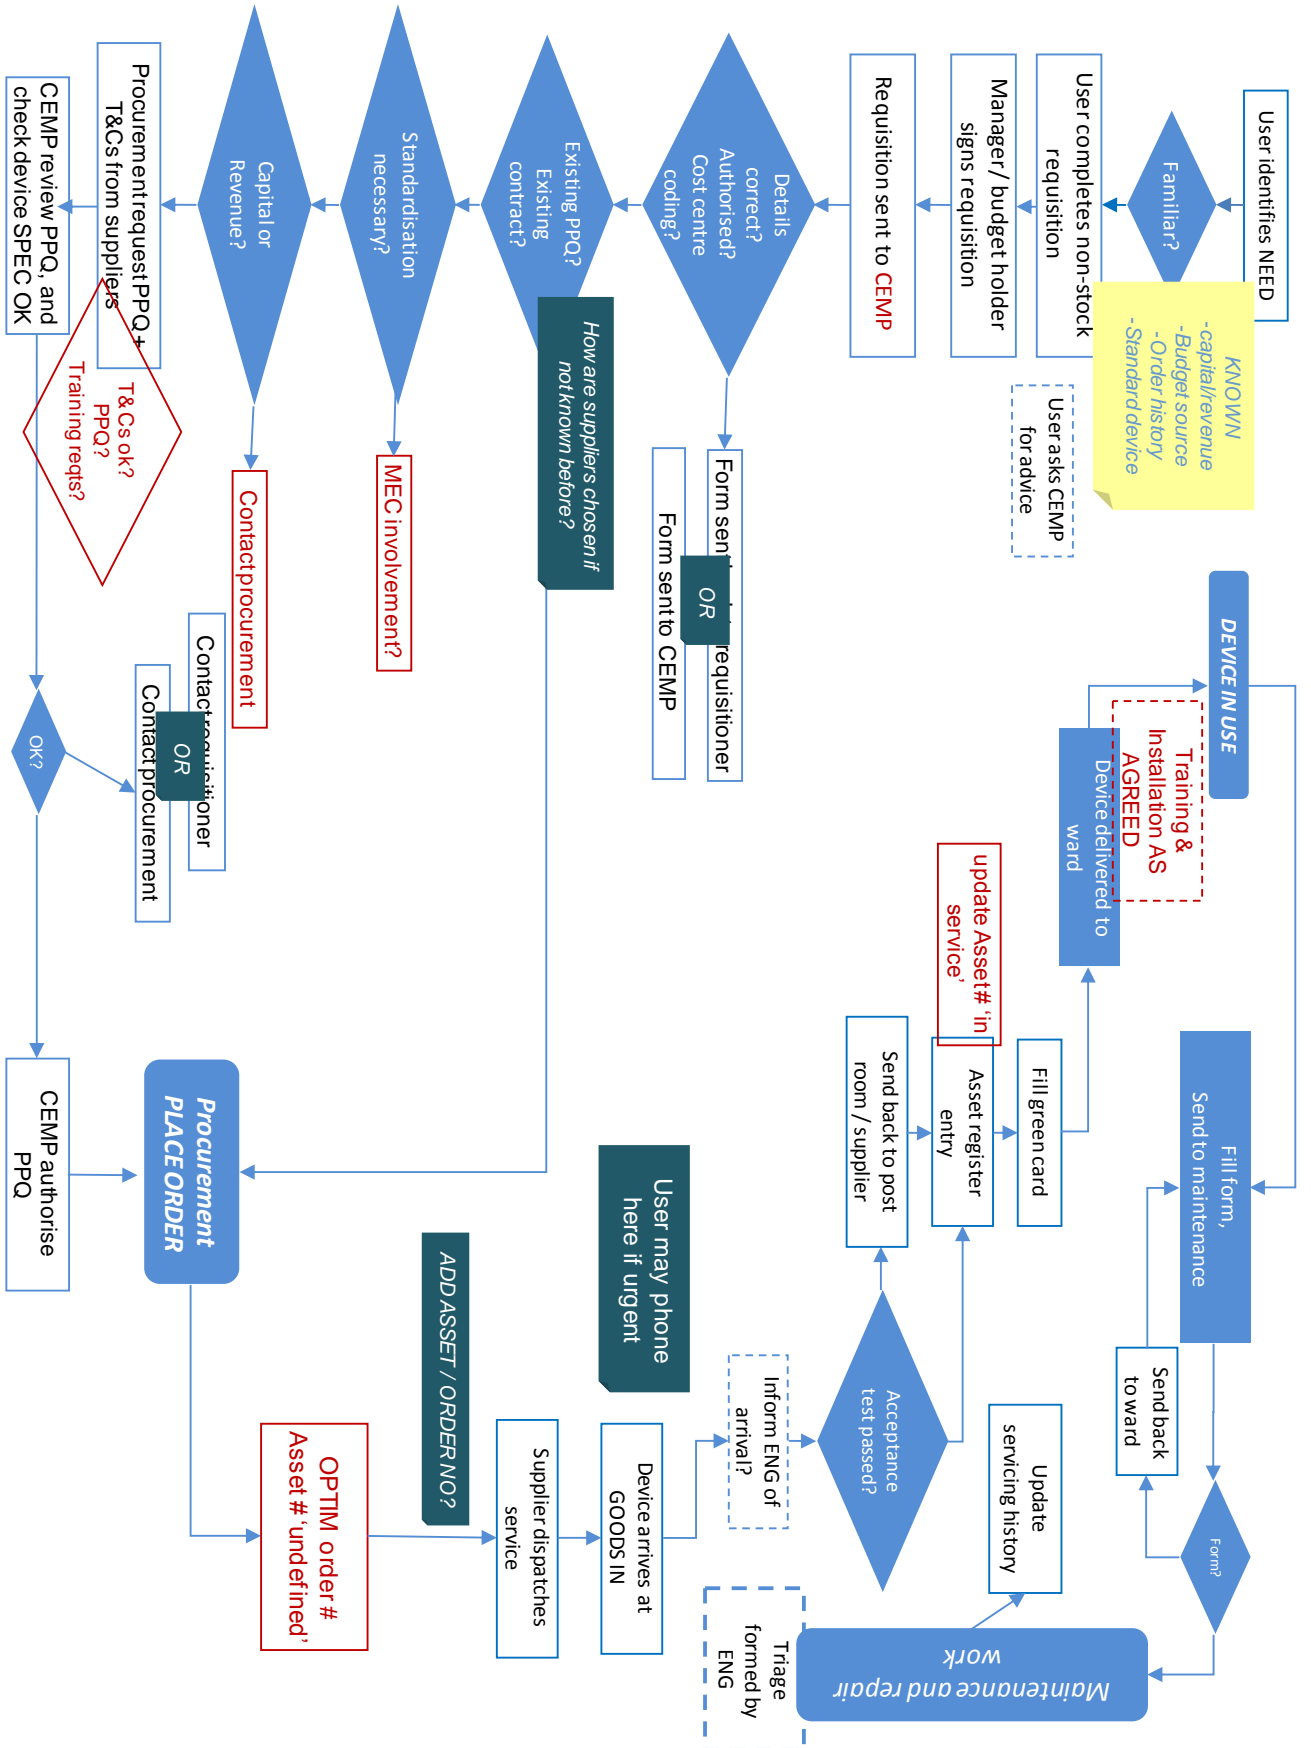 User identifies NEED
Familiar?
KNOWN
-capital/revenue
-Budget source
-Order history
-Standard device
User completes non-stock
requisition
User asks CEMP
for advice
Manager/ budget holder
signs requisition
Requisition sent to CEMP
Details
correct?
Authorised?
Cost centre
coding?
Form sent
requisitioner
OR
Form sent to CEMP
Existing PPQ?
Existing
contract?
How are suppliers chosen if
not known before?
Standardisation
necessary?
MEC involvement?
Capital or
Revenue?
Contact procurement
Procurement request PPQ +
T&Cs from suppliers
CEMP review PPQ, and
check device SPEC OK
T&Cs ok?
PPQ?
Training reqts?
OK?
Contact requisitioner
OR
Contact procurement
CEMP authorise
PPQ
Procurement
PLACE ORDER
OPTIM order #
Asset # ‘undefined’
ADD ASSET / ORDER NO?
Supplier dispatches
service
Device arrives at
GOODS IN
User may phone
here if urgent
Inform ENG of
arrival?
Acceptance
test passed?
Send back to post
room / supplier
Asset register
entry
update Asset# ‘in
service’
Fill green card
Device delivered to
ward
Training &
Installation AS
AGREED
DEVICE IN USE
Fill form,
Send to maintenance
Form?
Send back
to ward
Maintenance and repair
work
Update
servicing history
Triage
formed by
ENG